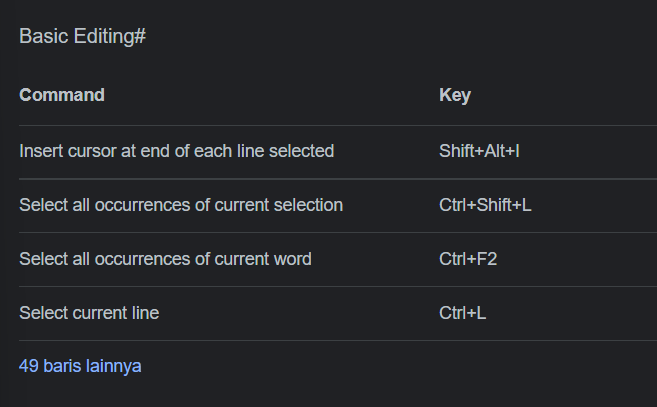 Basic Editing#
Command Key
Insert cursor at end of each line selected Shift+Alt+I
Select all occurrences of current selection Ctrl+Shift+L
Select all occurrences of current word Ctrl+F2
Select current line Ctrl+L
49 baris lainnya